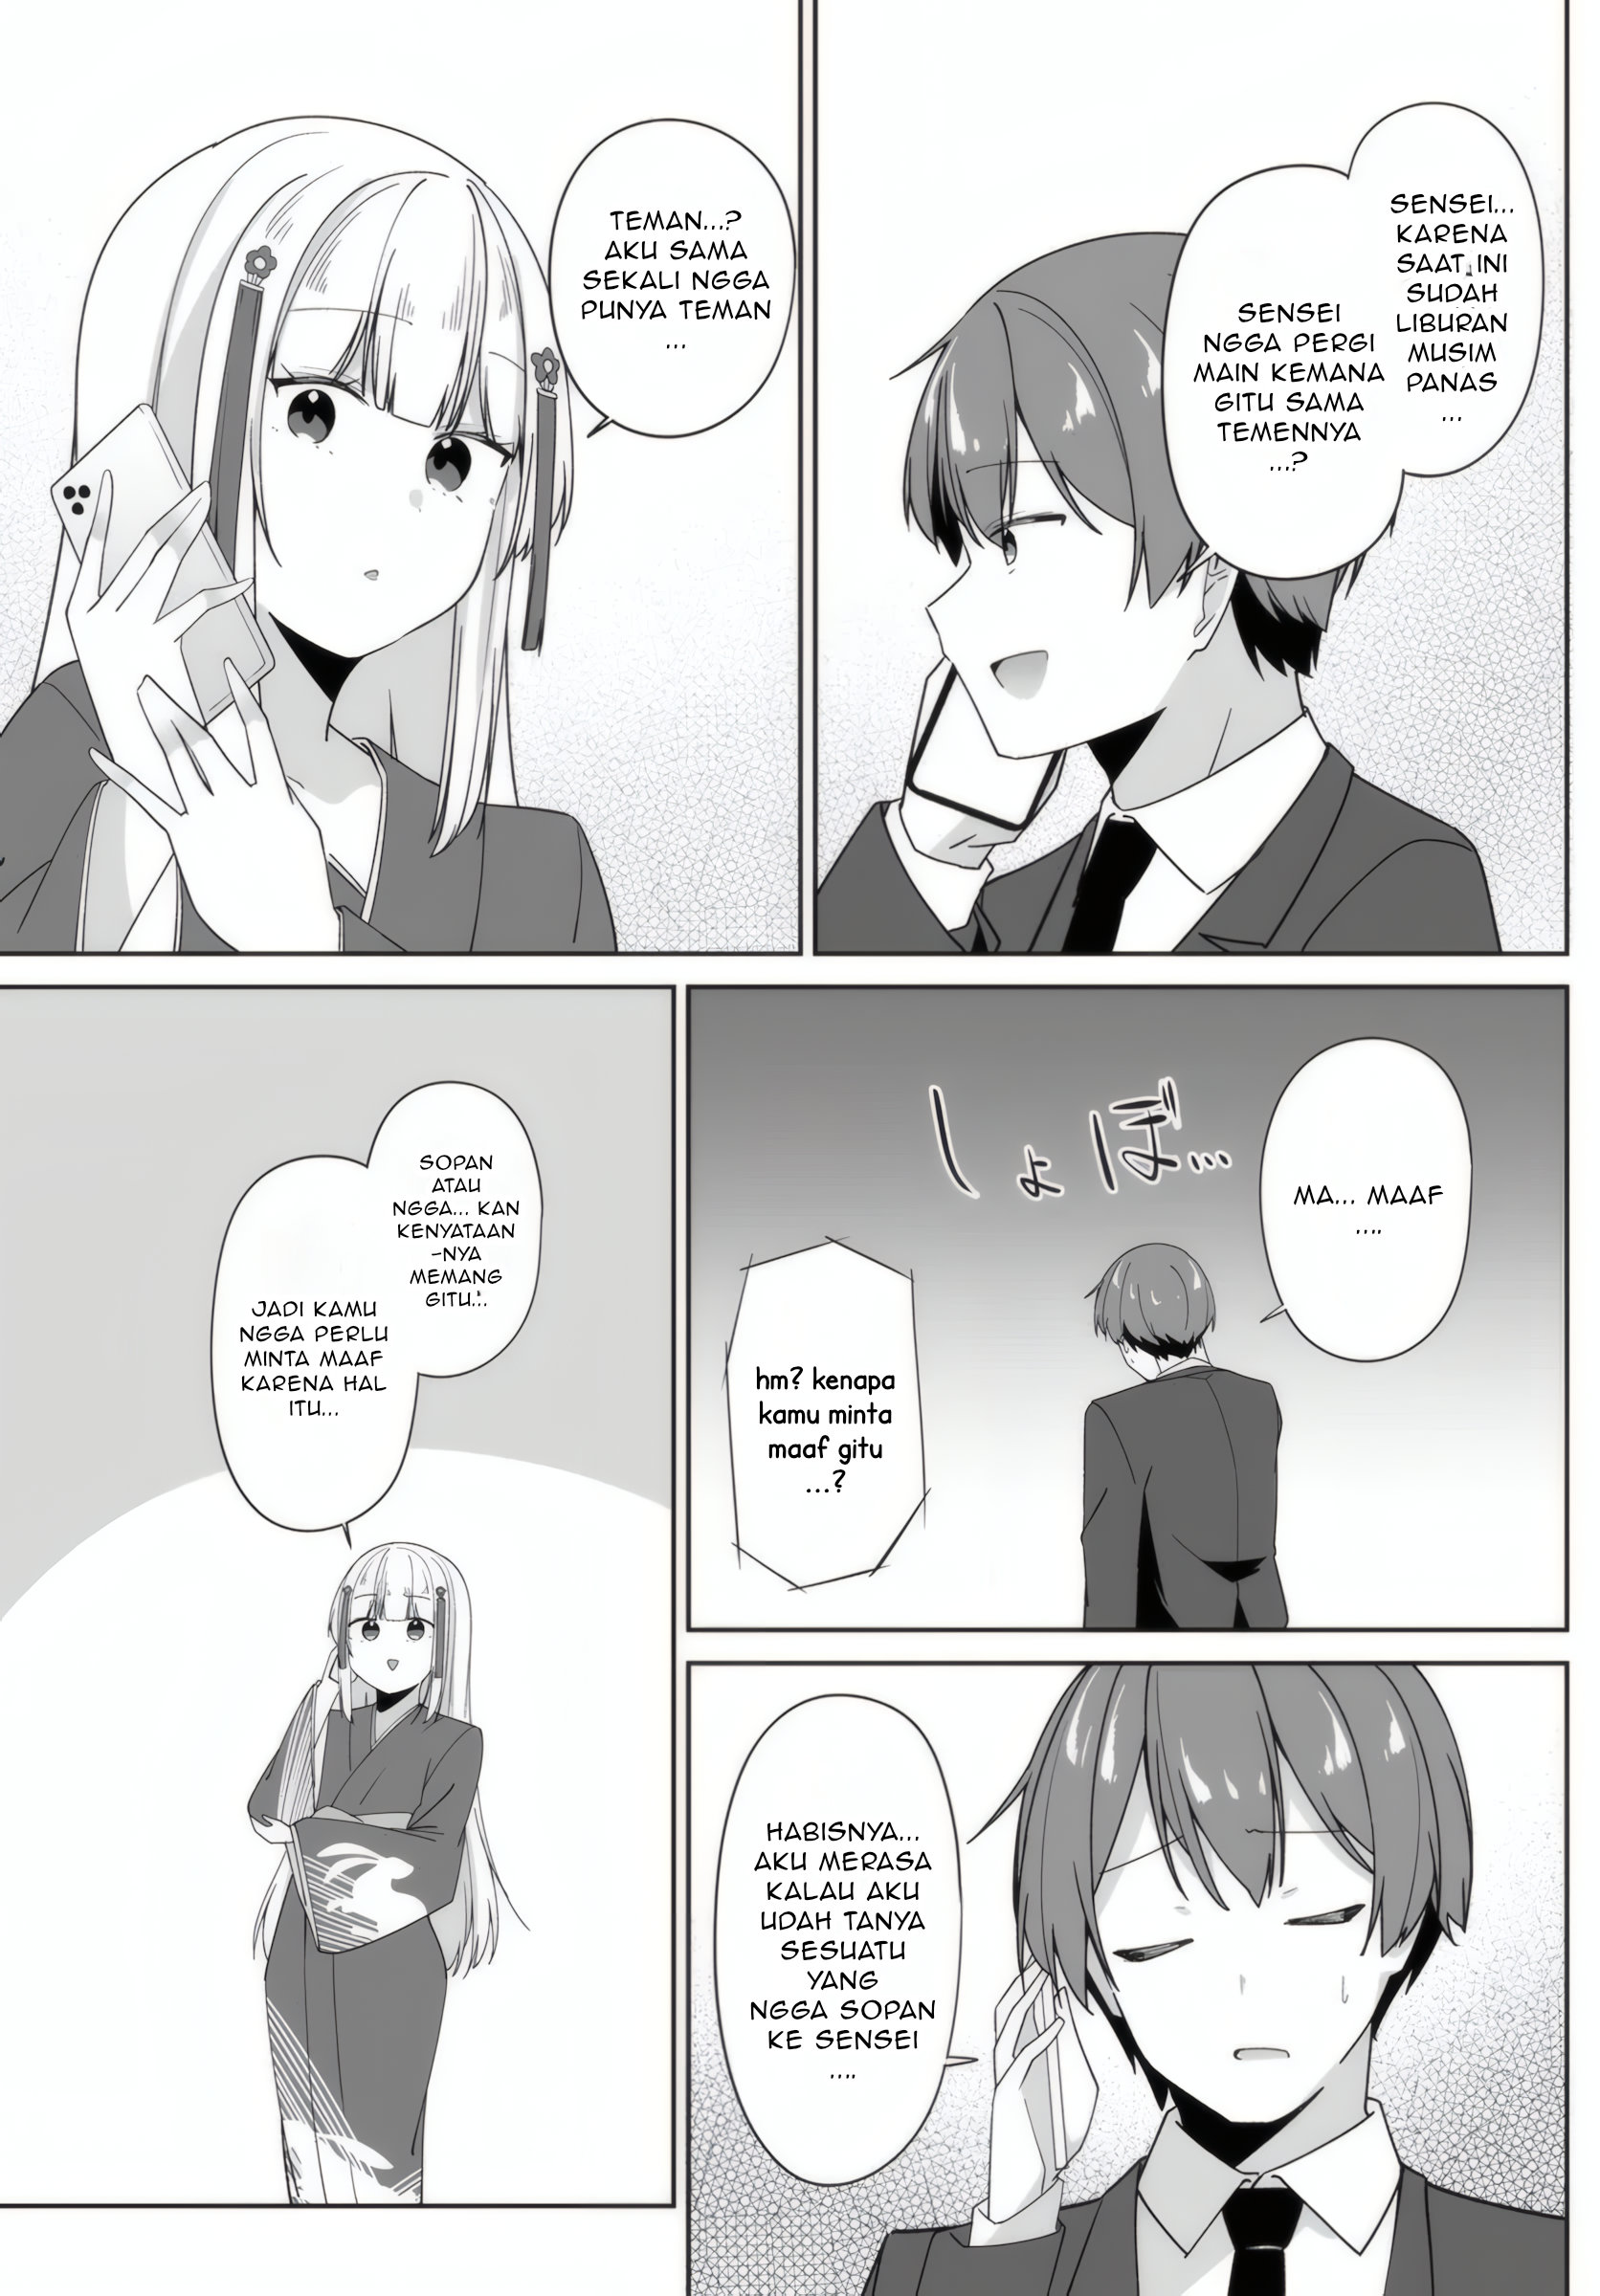 SENSEI...
KARENA
SAAT INI
SUDAH
LIBURAN
MUSIM
PANAS
...
SENSEI
NGGA PERGI
MAIN KEMANA
GITU SAMA
TEMENNYA
...?
TEMAN...?
AKU SAMA
SEKALI NGGA
PUNYA TEMAN
...
MA... MAAF
....
しょぼ...
hm? kenapa
kamu minta
maaf gitu
...?
HABISNYA...
AKU MERASA
KALAU AKU
UDAH TANYA
SESUATU
YANG
NGGA SOPAN
KE SENSEI
....
SOPAN
ATAU
NGGA... KAN
KENYATAAN
-NYA
MEMANG
GITU...
JADI KAMU
NGGA PERLU
MINTA MAAF
KARENA HAL
ITU...